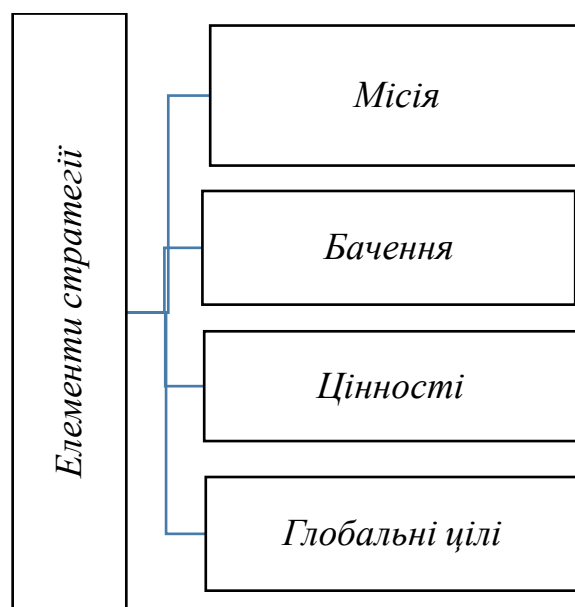 Елементи стратегії
Місія
Бачення
Цінності
Глобальні цілі